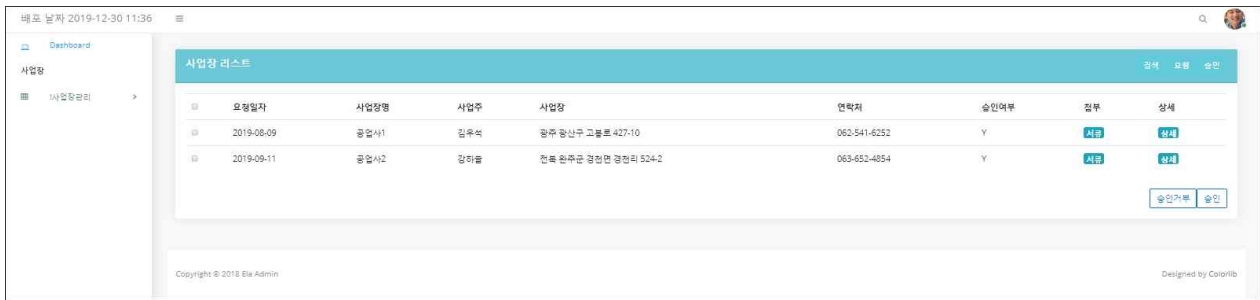 배포 날짜 2019-12-30 11:36
Dashboard
사업장
사업장관리
사업장 리스트
검색 요청 승인
요청일자 사업장명 사업주 사업장 연락처 승인여부 첨부 상세
2019-08-09 공업사1 김우석 광주 광산구 고봉로 427-10 062-541-6252 Y 서류 상세
2019-09-11 공업사2 강하늘 전북 완주군 경천면 경천리 524-2 063-652-4854 Y 서류 상세
승인거부 승인
Copyright © 2018 Ela Admin
Designed by Colorlib